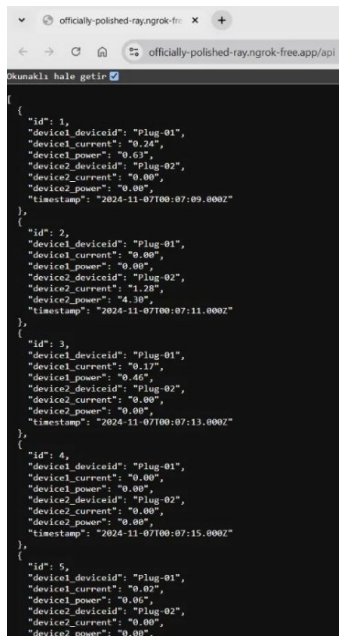 officially-polished-ray.ngrok-fre
officially-polished-ray.ngrok-free.app/api
Okunaklı hale getir
[
{
"id": 1,
"device1_deviceid": "Plug-01",
"device1_current": "0.24",
"device1_power": "0.63",
"device2_deviceid": "Plug-02",
"device2_current": "0.00",
"device2_power": "0.00",
"timestamp": "2024-11-07T00:07:09.000Z"
},
{
"id": 2,
"device1_deviceid": "Plug-01",
"device1_current": "0.00",
"device1_power": "0.00",
"device2_deviceid": "Plug-02",
"device2_current": "1.28",
"device2_power": "4.30",
"timestamp": "2024-11-07T00:07:11.000Z"
},
{
"id": 3,
"device1_deviceid": "Plug-01",
"device1_current": "0.17",
"device1_power": "0.46",
"device2_deviceid": "Plug-02",
"device2_current": "0.00",
"device2_power": "0.00",
"timestamp": "2024-11-07T00:07:13.000Z"
},
{
"id": 4,
"device1_deviceid": "Plug-01",
"device1_current": "0.00",
"device1_power": "0.00",
"device2_deviceid": "Plug-02",
"device2_current": "0.00",
"device2_power": "0.00",
"timestamp": "2024-11-07T00:07:15.000Z"
},
{
"id": 5,
"device1_deviceid": "Plug-01",
"device1_current": "0.02",
"device1_power": "0.06",
"device2_deviceid": "Plug-02",
"device2_current": "0.00",
"device2_power": "0.00",